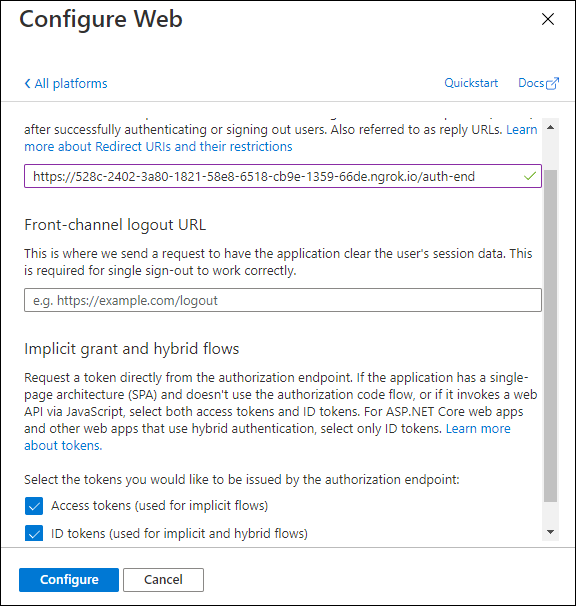 Configure Web
All platforms
Quickstart
Docs
after successfully authenticating or signing out users. Also referred to as reply URLs. Learn
more about Redirect URIs and their restrictions
https://528c-2402-3a80-1821-58e8-6518-cb9e-1359-66de.ngrok.io/auth-end
Front-channel logout URL
This is where we send a request to have the application clear the user's session data. This
is required for single sign-out to work correctly.
e.g. https://example.com/logout
Implicit grant and hybrid flows
Request a token directly from the authorization endpoint. If the application has a single-
page architecture (SPA) and doesn't use the authorization code flow, or if it invokes a web
API via JavaScript, select both access tokens and ID tokens. For ASP.NET Core web apps
and other web apps that use hybrid authentication, select only ID tokens. Learn more
about tokens.
Select the tokens you would like to be issued by the authorization endpoint:
Access tokens (used for implicit flows)
ID tokens (used for implicit and hybrid flows)
Configure
Cancel